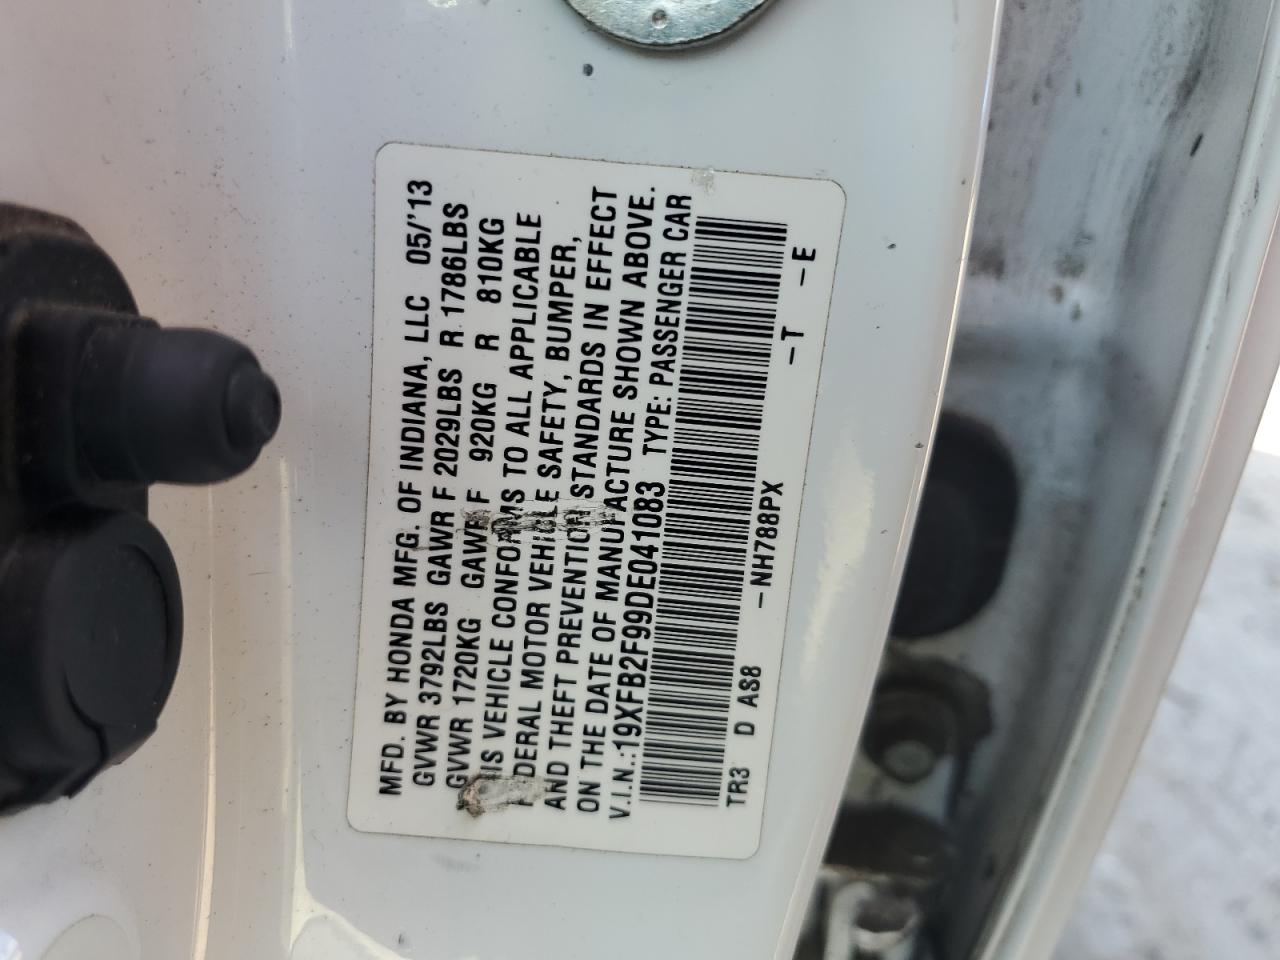 MFD. BY HONDA MFG. OF INDIANA, LLC 05/'13
GVWR 3792LBS GAWR F 2029LBS R 1786LBS
GVWR 1720KG GAWR F 920KG R 810KG
THIS VEHICLE CONFORMS TO ALL APPLICABLE
FEDERAL MOTOR VEHICLE SAFETY, BUMPER,
AND THEFT PREVENTION STANDARDS IN EFFECT
ON THE DATE OF MANUFACTURE SHOWN ABOVE.
V.I.N.:19XFB2F99DE041083 TYPE: PASSENGER CAR
TR3 D AS8 -NH788PX -T -E